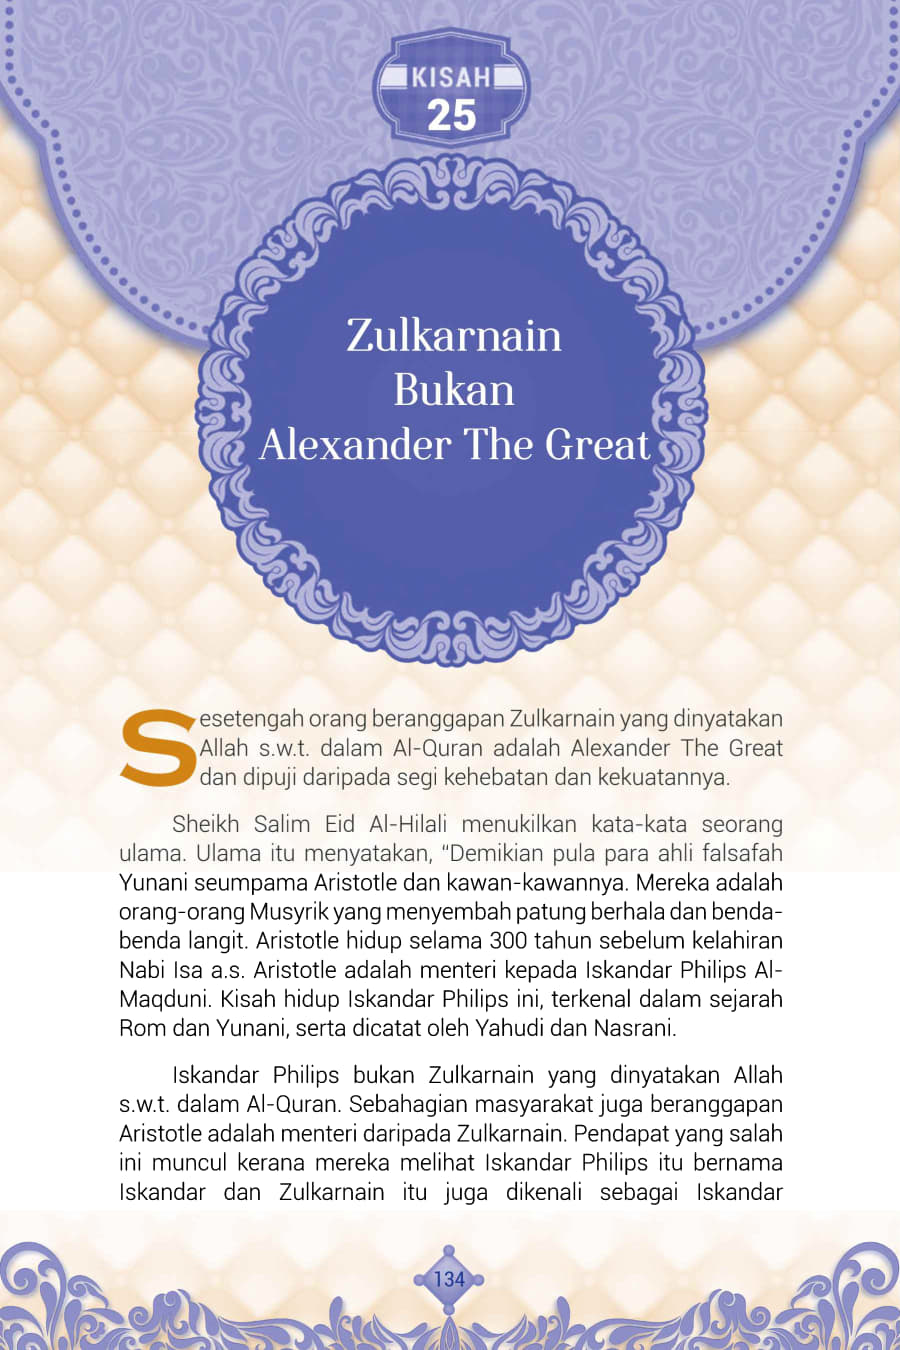 KISAH
25
Zulkarnain
Bukan
Alexander The Great
Sesetengah orang beranggapan Zulkarnain yang dinyatakan
Allah s.w.t. dalam Al-Quran adalah Alexander The Great
dan dipuji daripada segi kehebatan dan kekuatannya.
Sheikh Salim Eid Al-Hilali menukilkan kata-kata seorang
ulama. Ulama itu menyatakan, “Demikian pula para ahli falsafah
Yunani seumpama Aristotle dan kawan-kawannya. Mereka adalah
orang-orang Musyrik yang menyembah patung berhala dan benda-
benda langit. Aristotle hidup selama 300 tahun sebelum kelahiran
Nabi Isa a.s. Aristotle adalah menteri kepada Iskandar Philips Al-
Maqduni. Kisah hidup Iskandar Philips ini, terkenal dalam sejarah
Rom dan Yunani, serta dicatat oleh Yahudi dan Nasrani.
Iskandar Philips bukan Zulkarnain yang dinyatakan Allah
s.w.t. dalam Al-Quran. Sebahagian masyarakat juga beranggapan
Aristotle adalah menteri daripada Zulkarnain. Pendapat yang salah
ini muncul kerana mereka melihat Iskandar Philips itu bernama
Iskandar dan Zulkarnain itu juga dikenali sebagai Iskandar
134